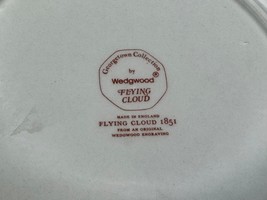 Georgetown Collection
by
Wedgwood®
FLYING
CLOUD
MADE IN ENGLAND
FLYING CLOUD 1851
FROM AN ORIGINAL
WEDGWOOD ENGRAVING